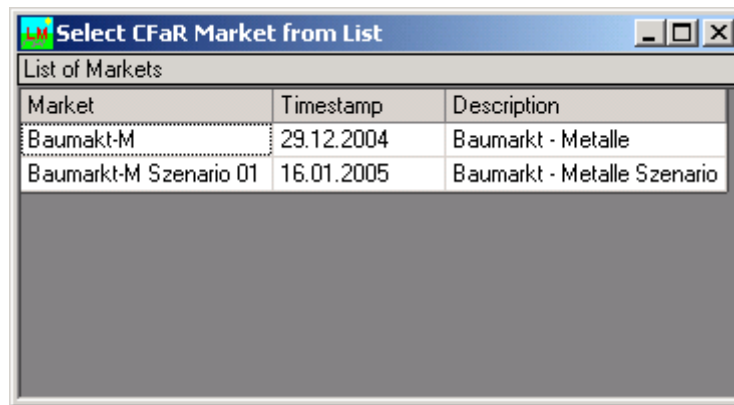 LM Select CFaR Market from List
List of Markets
Market Timestamp Description
Baumakt-M 29.12.2004 Baumarkt - Metalle
Baumarkt-M Szenario 01 16.01.2005 Baumarkt - Metalle Szenario